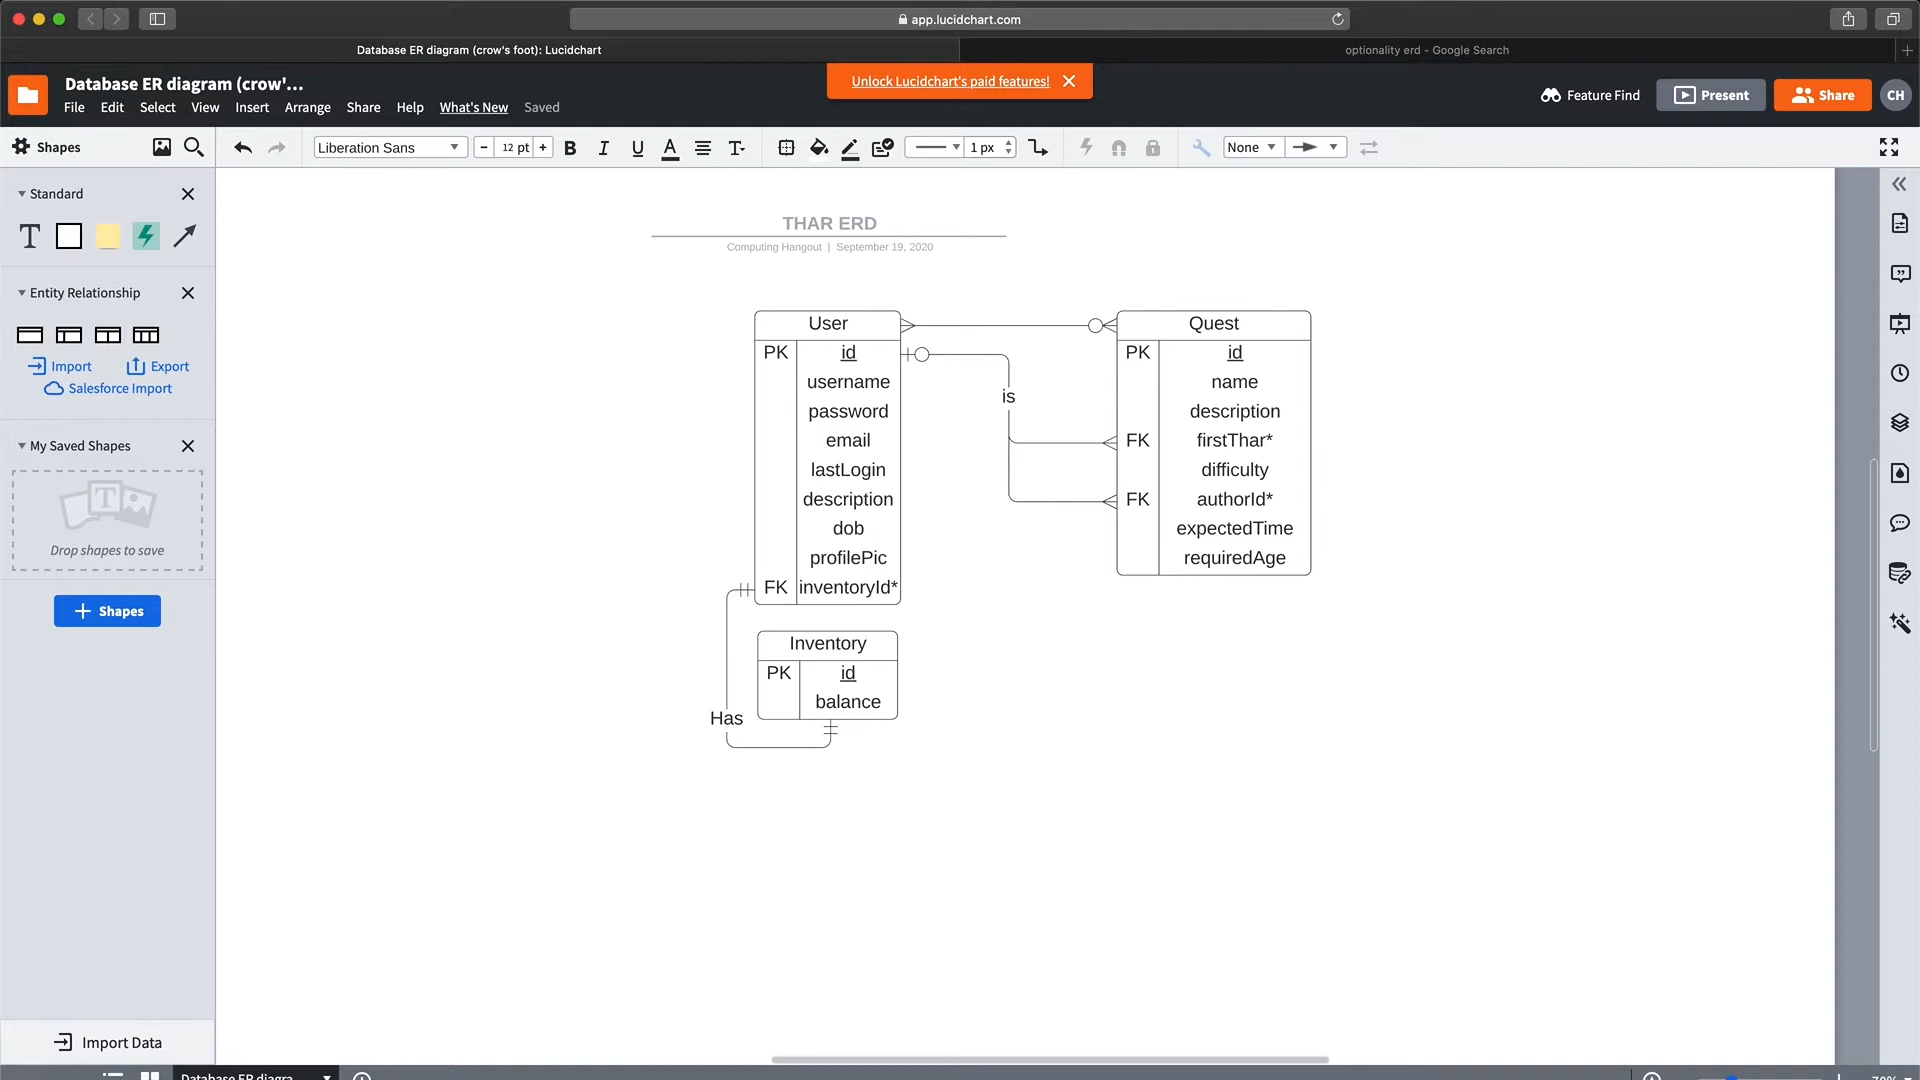 app.lucidchart.com
Database ER diagram (crow's foot): Lucidchart
optionality erd - Google Search
Database ER diagram (crow'...
Unlock Lucidchart's paid features!
Feature Find
Present
Share
CH
File Edit Select View Insert Arrange Share Help What's New Saved
Shapes
Liberation Sans
12 pt
1 px
None
Standard
THAR ERD
Computing Hangout | September 19, 2020
Entity Relationship
Import
Export
Salesforce Import
My Saved Shapes
Drop shapes to save
Shapes
Import Data
User
PK id
username
password
email
lastLogin
description
dob
profilePic
FK inventoryId*
is
Quest
PK id
name
description
FK firstThar*
difficulty
FK authorId*
expectedTime
requiredAge
Inventory
PK id
balance
Has
Database ER diagra
70%